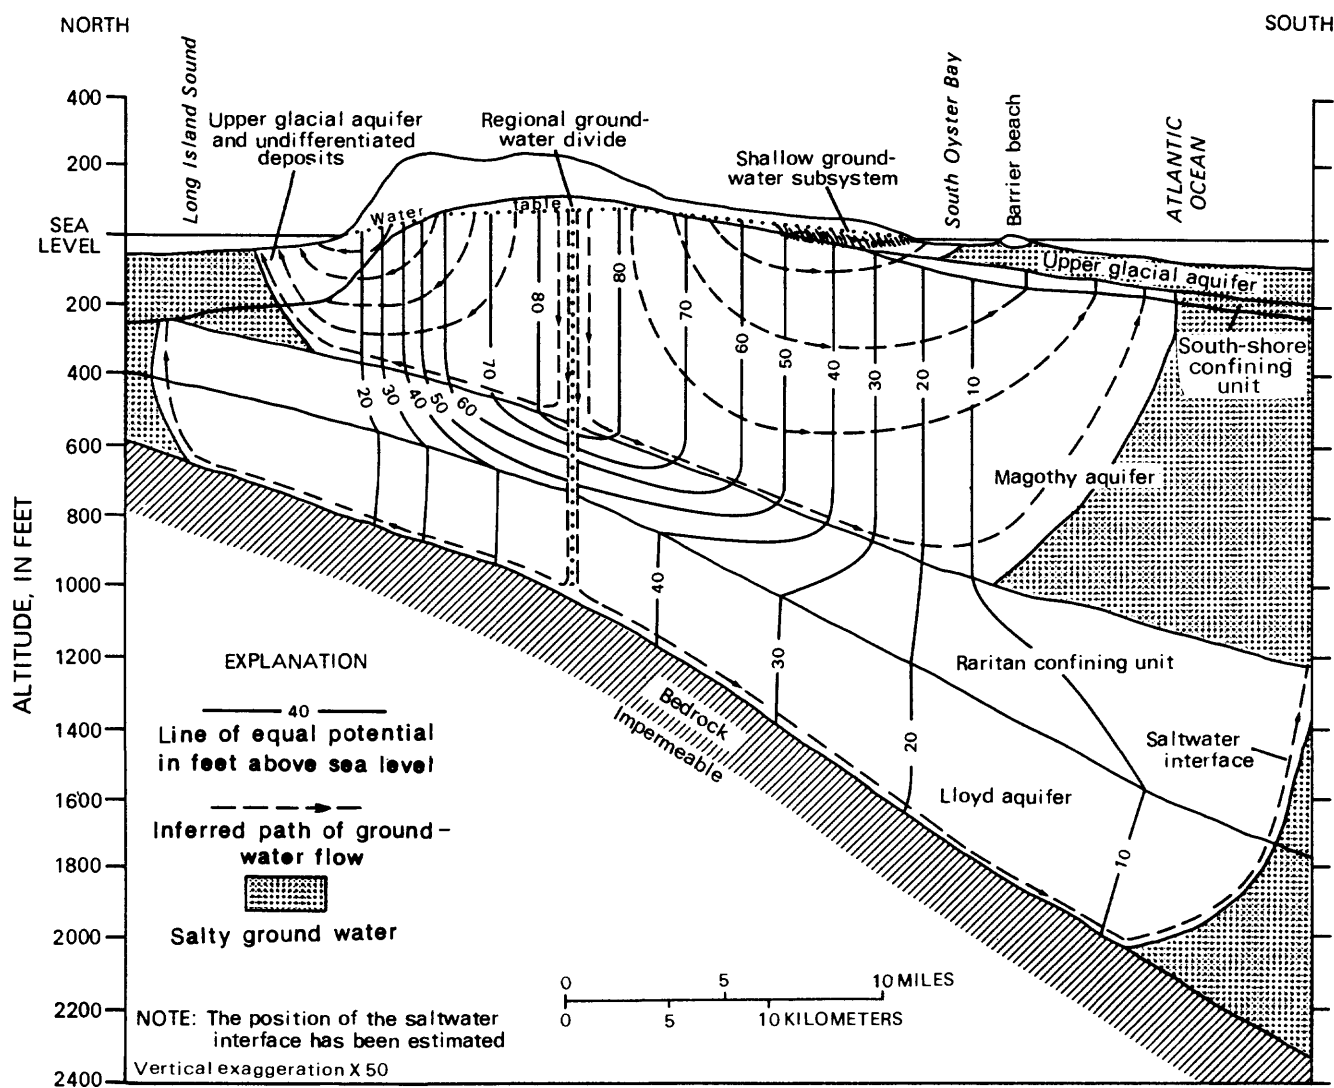 NORTH
SOUTH
Long Island Sound
South Oyster Bay
Barrier beach
ATLANTIC
OCEAN
Upper glacial aquifer
and undifferentiated
deposits
Regional ground-
water divide
Shallow ground-
water subsystem
400
200
SEA
LEVEL
200
400
600
800
1000
1200
1400
1600
1800
2000
2200
2400
ALTITUDE, IN FEET
Water table
Upper glacial aquifer
South-shore
confining
unit
80
80
70
70
60
50
40
30
20
10
20
30
40
50
60
Magothy aquifer
40
30
20
10
Raritan confining unit
Saltwater
interface
Lloyd aquifer
Bedrock
Impermeable
EXPLANATION
40
Line of equal potential
in feet above sea level
Inferred path of ground-
water flow
Salty ground water
0 5 10 MILES
0 5 10 KILOMETERS
NOTE: The position of the saltwater
interface has been estimated
Vertical exaggeration X 50